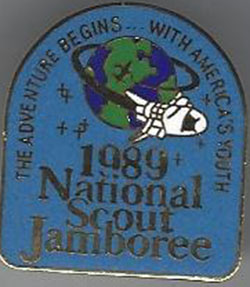 THE ADVENTURE BEGINS... WITH AMERICA'S YOUTH
1989
National
Scout
Jamboree